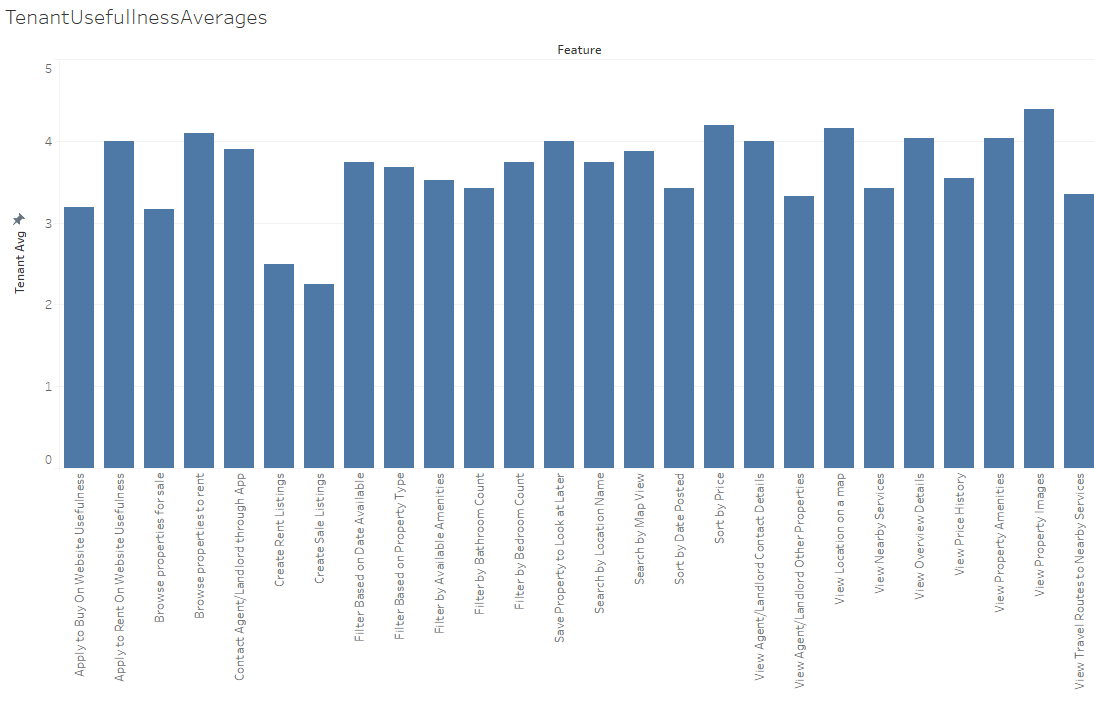 TenantUsefullnessAverages
Feature
5
4
3
2
1
0
Tenant Avg
Apply to Buy On Website Usefulness
Apply to Rent On Website Usefulness
Browse properties for sale
Browse properties to rent
Contact Agent/Landlord through App
Create Rent Listings
Create Sale Listings
Filter Based on Date Available
Filter Based on Property Type
Filter by Available Amenities
Filter by Bathroom Count
Filter by Bedroom Count
Save Property to Look at Later
Search by Location Name
Search by Map View
Sort by Date Posted
Sort by Price
View Agent/Landlord Contact Details
View Agent/Landlord Other Properties
View Location on a map
View Nearby Services
View Overview Details
View Price History
View Property Amenities
View Property Images
View Travel Routes to Nearby Services